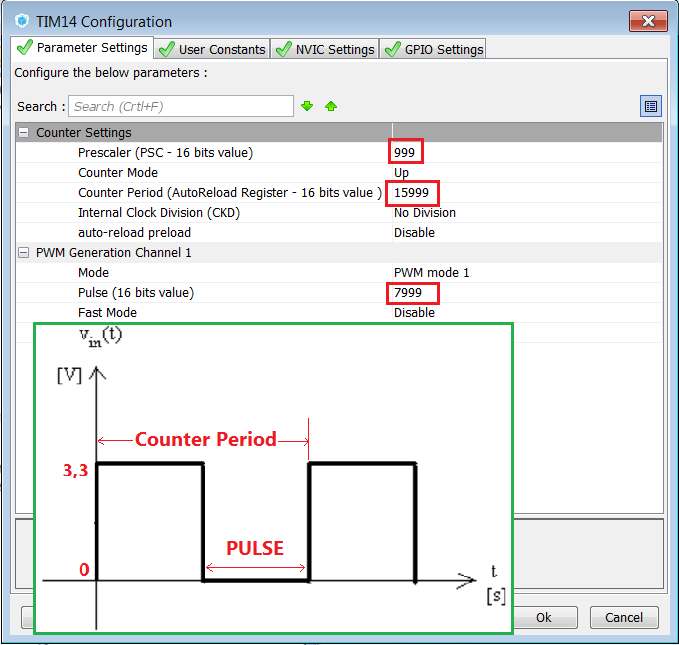 TIM14 Configuration
Parameter Settings User Constants NVIC Settings GPIO Settings
Configure the below parameters :
Search : Search (Crtl+F)
Counter Settings
Prescaler (PSC - 16 bits value) 999
Counter Mode Up
Counter Period (AutoReload Register - 16 bits value ) 15999
Internal Clock Division (CKD) No Division
auto-reload preload Disable
PWM Generation Channel 1
Mode PWM mode 1
Pulse (16 bits value) 7999
Fast Mode Disable
v_in(t)
[V]
Counter Period
3,3
PULSE
0
t
[s]
Ok Cancel